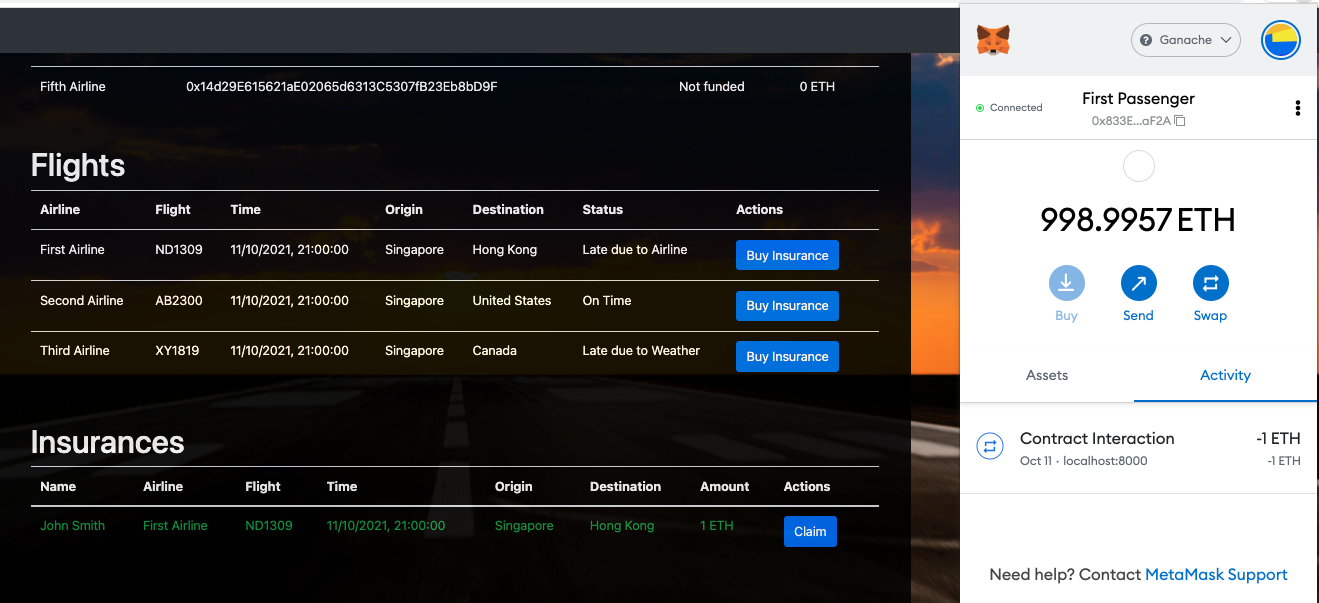 Fifth Airline 0x14d29E615621aE02065d6313C5307fB23Eb8bD9F Not funded 0 ETH
Flights
Airline Flight Time Origin Destination Status Actions
First Airline ND1309 11/10/2021, 21:00:00 Singapore Hong Kong Late due to Airline Buy Insurance
Second Airline AB2300 11/10/2021, 21:00:00 Singapore United States On Time Buy Insurance
Third Airline XY1819 11/10/2021, 21:00:00 Singapore Canada Late due to Weather Buy Insurance
Insurances
Name Airline Flight Time Origin Destination Amount Actions
John Smith First Airline ND1309 11/10/2021, 21:00:00 Singapore Hong Kong 1 ETH Claim
? Ganache
Connected
First Passenger
0x833E...aF2A
998.9957 ETH
Buy Send Swap
Assets Activity
Contract Interaction -1 ETH
Oct 11 · localhost:8000 -1 ETH
Need help? Contact MetaMask Support